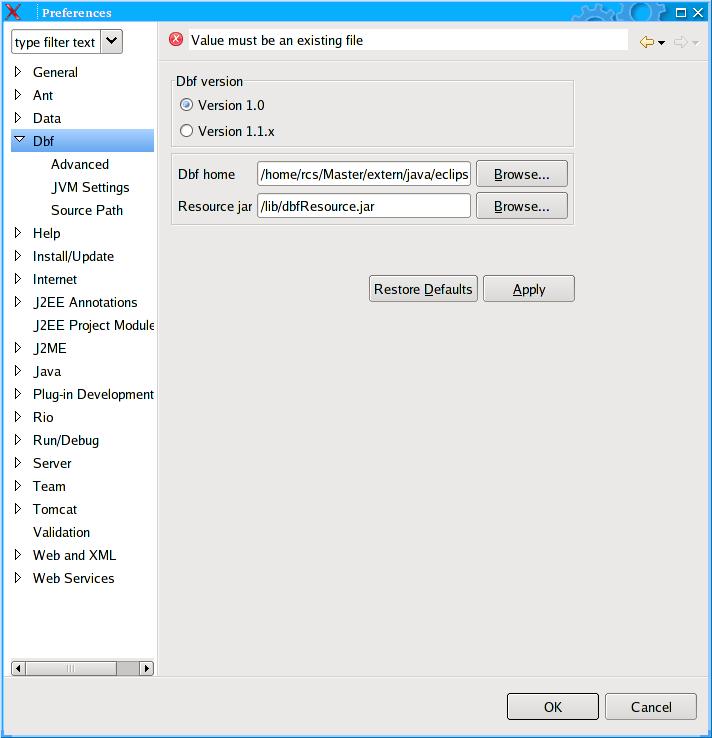 Preferences
type filter text
Value must be an existing file
General
Ant
Data
Dbf
Advanced
JVM Settings
Source Path
Help
Install/Update
Internet
J2EE Annotations
J2EE Project Module
J2ME
Java
Plug-in Development
Rio
Run/Debug
Server
Team
Tomcat
Validation
Web and XML
Web Services
Dbf version
Version 1.0
Version 1.1.x
Dbf home /home/rcs/Master/extern/java/eclips Browse...
Resource jar /lib/dbfResource.jar Browse...
Restore Defaults Apply
OK Cancel